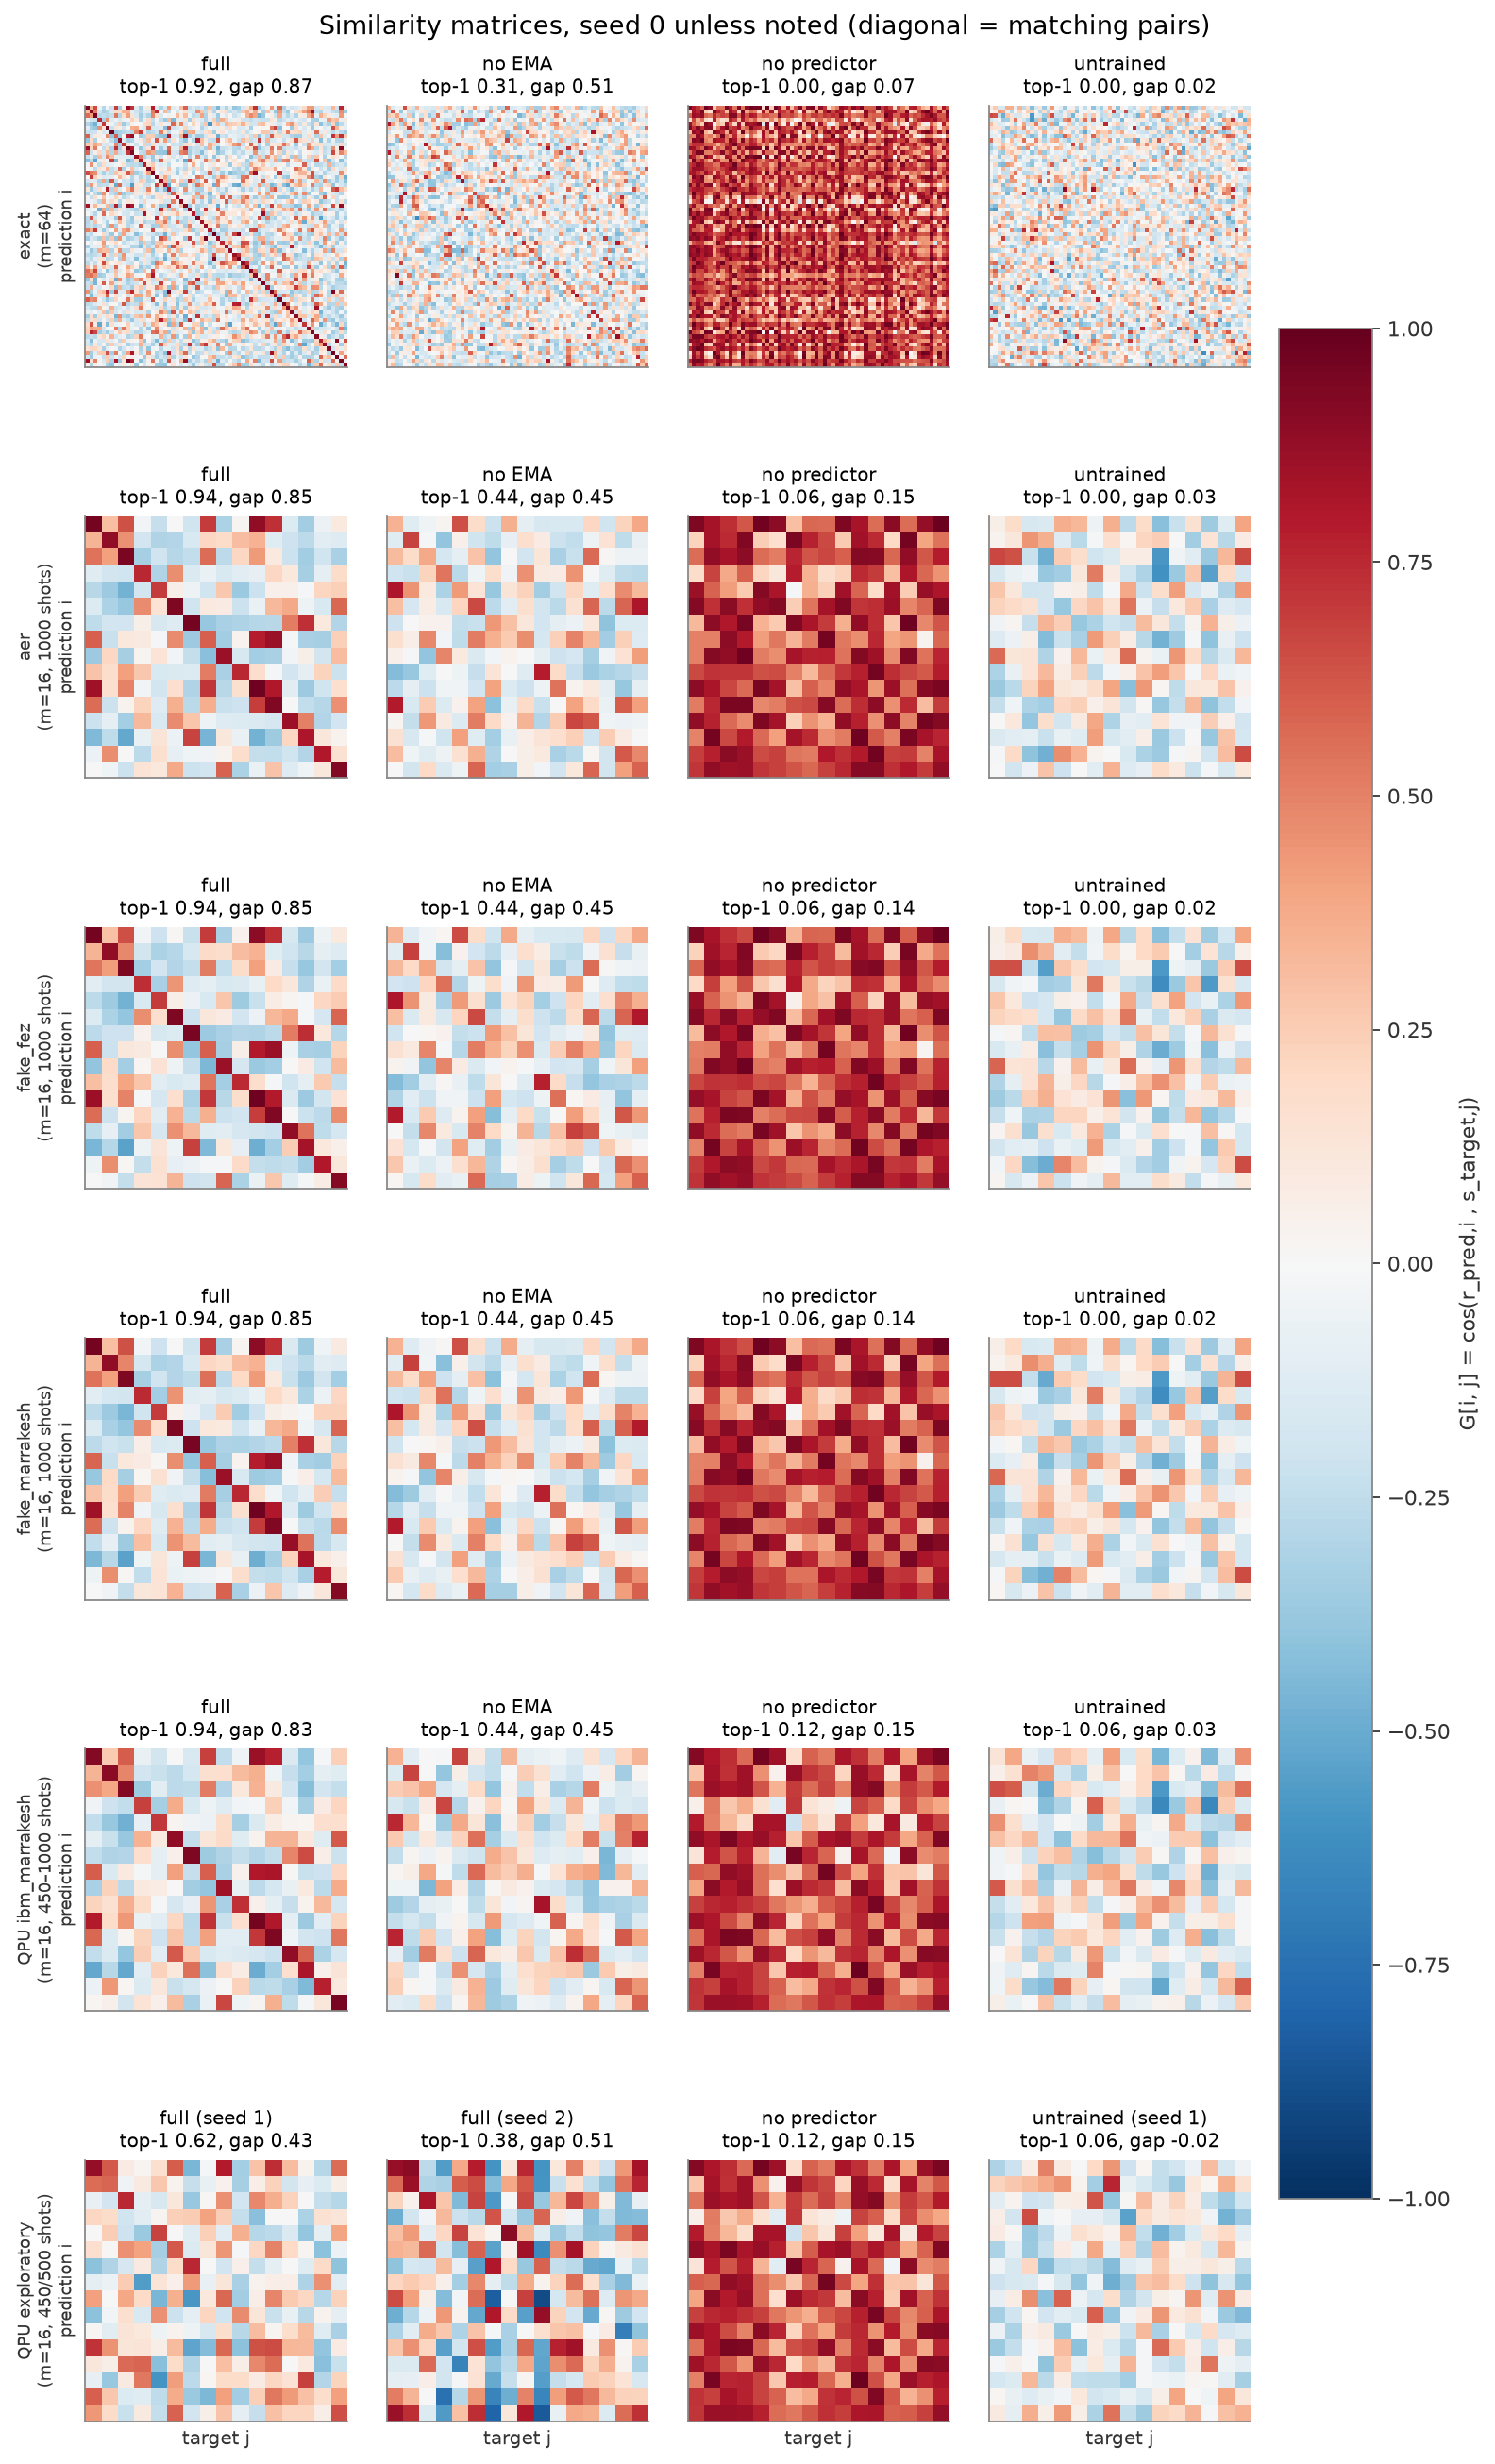 Similarity matrices, seed 0 unless noted (diagonal = matching pairs)
full
top-1 0.92, gap 0.87
no EMA
top-1 0.31, gap 0.51
no predictor
top-1 0.00, gap 0.07
untrained
top-1 0.00, gap 0.02
exact
(m=64)
prediction i
full
top-1 0.94, gap 0.85
no EMA
top-1 0.44, gap 0.45
no predictor
top-1 0.06, gap 0.15
untrained
top-1 0.00, gap 0.03
aer
(m=16, 1000 shots)
prediction i
full
top-1 0.94, gap 0.85
no EMA
top-1 0.44, gap 0.45
no predictor
top-1 0.06, gap 0.14
untrained
top-1 0.00, gap 0.02
fake_fez
(m=16, 1000 shots)
prediction i
full
top-1 0.94, gap 0.85
no EMA
top-1 0.44, gap 0.45
no predictor
top-1 0.06, gap 0.14
untrained
top-1 0.00, gap 0.02
fake_marrakesh
(m=16, 1000 shots)
prediction i
full
top-1 0.94, gap 0.83
no EMA
top-1 0.44, gap 0.45
no predictor
top-1 0.12, gap 0.15
untrained
top-1 0.06, gap 0.03
QPU ibm_marrakesh
(m=16, 450–1000 shots)
prediction i
full (seed 1)
top-1 0.62, gap 0.43
full (seed 2)
top-1 0.38, gap 0.51
no predictor
top-1 0.12, gap 0.15
untrained (seed 1)
top-1 0.06, gap -0.02
QPU exploratory
(m=16, 450/500 shots)
prediction i
target j
target j
target j
target j
1.00
0.75
0.50
0.25
0.00
−0.25
−0.50
−0.75
−1.00
G[i, j] = cos(r_pred,i , s_target,j)